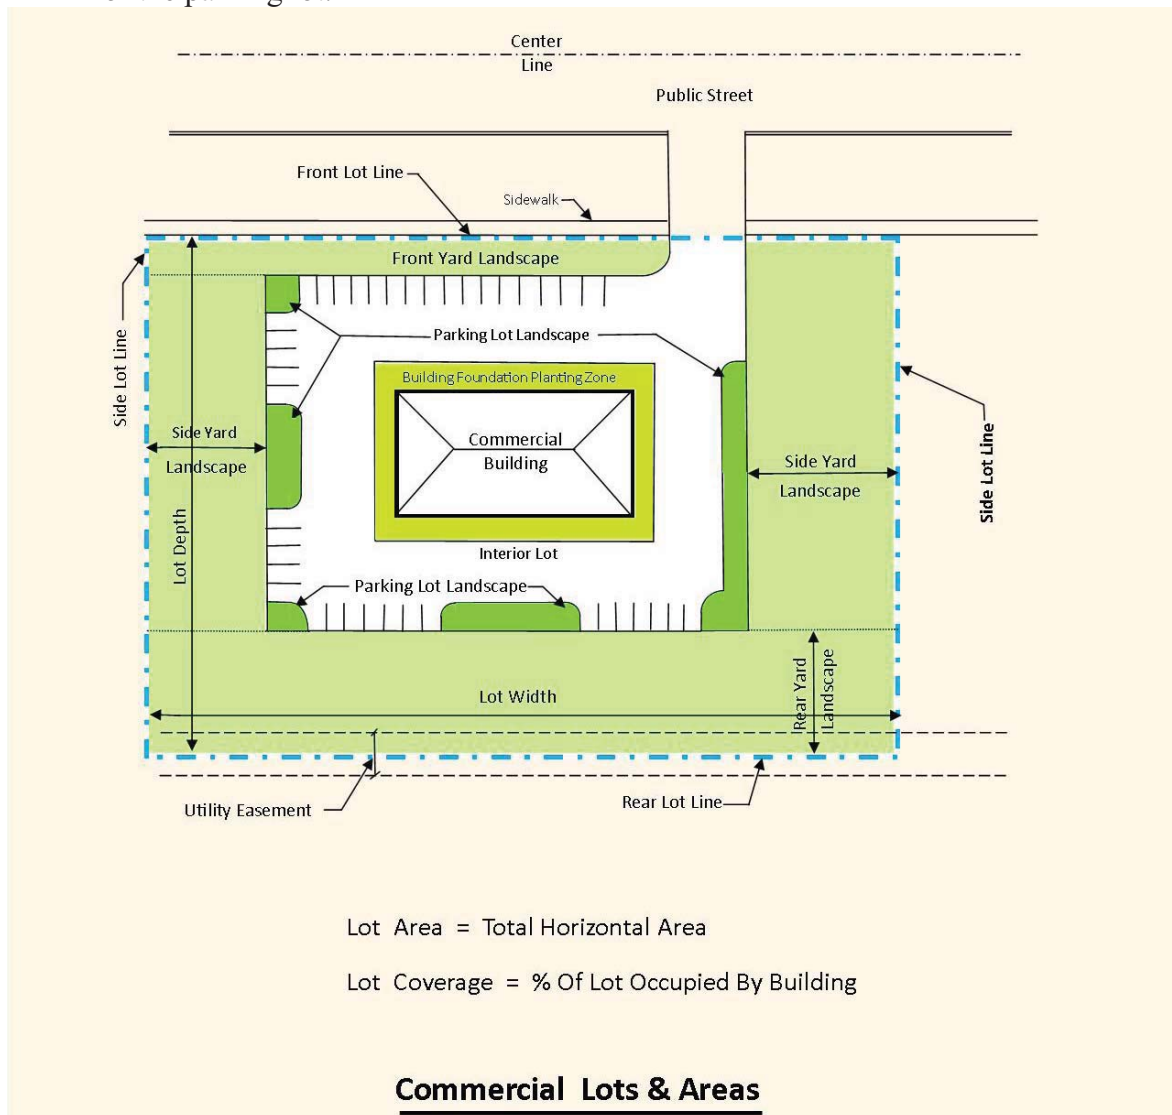 Center
Line
Public Street
Front Lot Line
Sidewalk
Front Yard Landscape
Side Lot Line
Parking Lot Landscape
Building Foundation Planting Zone
Side Yard
Landscape
Commercial
Building
Side Yard
Landscape
Side Lot Line
Lot Depth
Interior Lot
Parking Lot Landscape
Rear Yard
Landscape
Lot Width
Utility Easement
Rear Lot Line
Lot Area = Total Horizontal Area
Lot Coverage = % Of Lot Occupied By Building
Commercial Lots & Areas